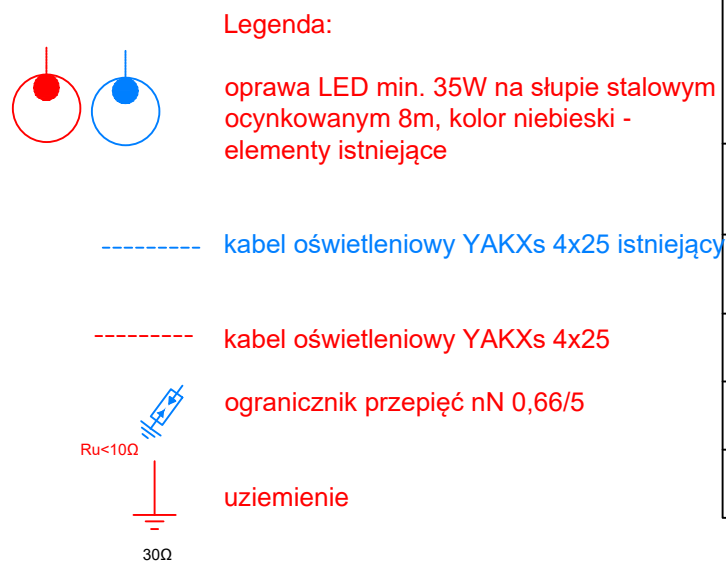 Legenda:
oprawa LED min. 35W na słupie stalowym
ocynkowanym 8m, kolor niebieski -
elementy istniejące
kabel oświetleniowy YAKXs 4x25 istniejący
kabel oświetleniowy YAKXs 4x25
ogranicznik przepięć nN 0,66/5
Ru<10Ω
uziemienie
30Ω